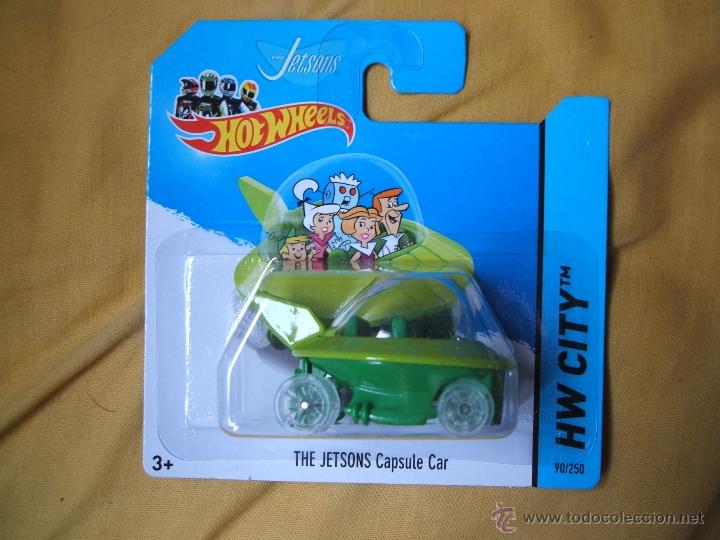 THE Jetsons
HOT WHEELS®
HW CITY™
90/250
3+
THE JETSONS Capsule Car
www.todocoleccion.net